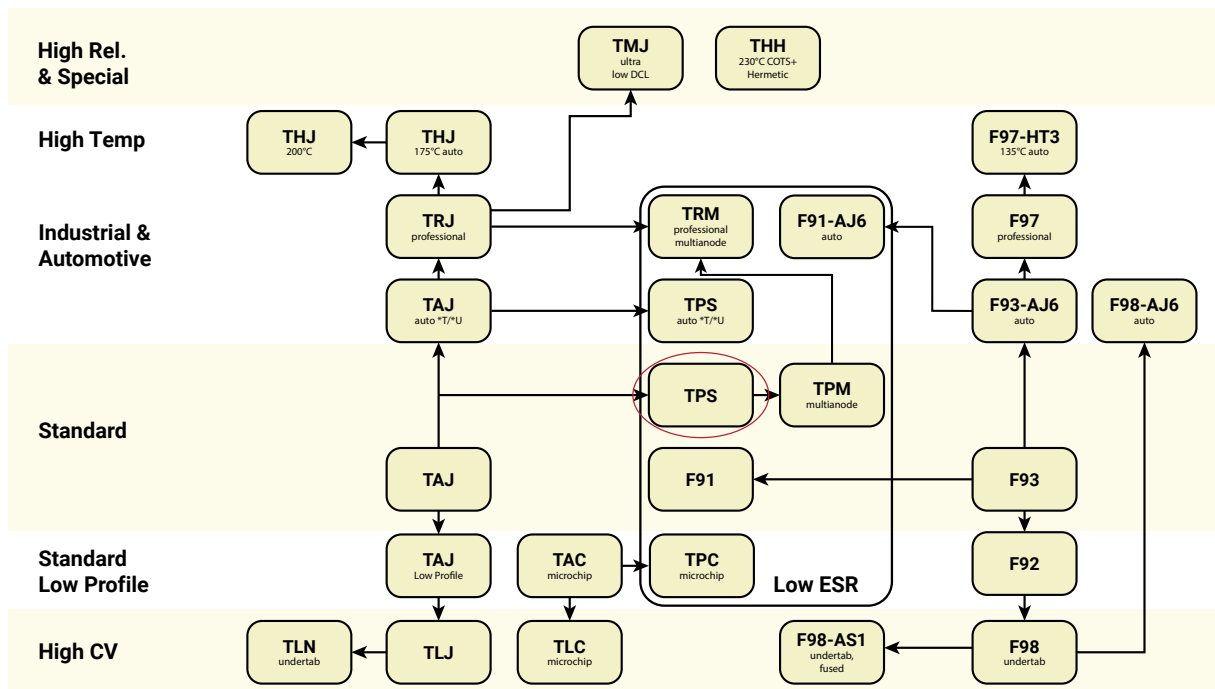 High Rel.
& Special
TMJ
ultra
low DCL
THH
230°C COTS+
Hermetic
High Temp
THJ
200°C
THJ
175°C auto
F97-HT3
135°C auto
Industrial &
Automotive
TRJ
professional
TRM
professional
multianode
F91-AJ6
auto
F97
professional
TAJ
auto *T/*U
TPS
auto *T/*U
F93-AJ6
auto
F98-AJ6
auto
Standard
TPS
TPM
multianode
TAJ
F91
F93
Standard
Low Profile
TAJ
Low Profile
TAC
microchip
TPC
microchip
Low ESR
F92
High CV
TLN
undertab
TLJ
TLC
microchip
F98-AS1
undertab,
fused
F98
undertab